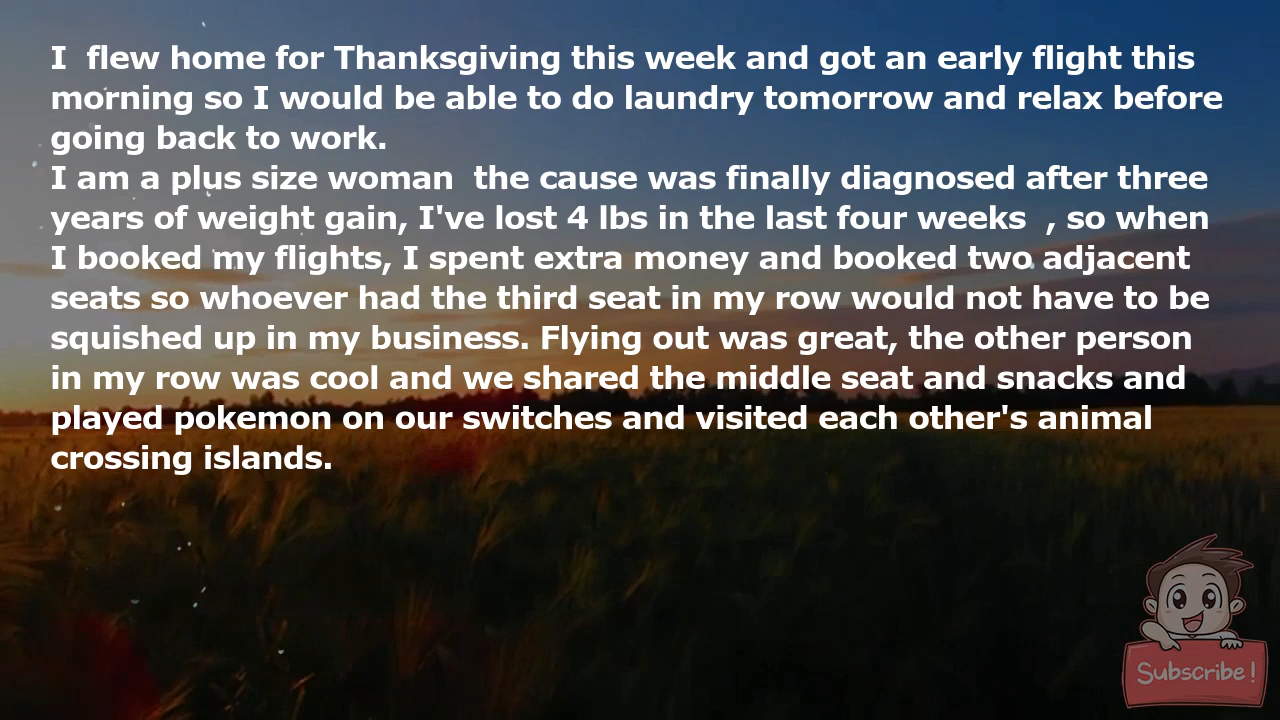 I  flew home for Thanksgiving this week and got an early flight this
morning so I would be able to do laundry tomorrow and relax before
going back to work.
I am a plus size woman  the cause was finally diagnosed after three
years of weight gain, I've lost 4 lbs in the last four weeks  , so when
I booked my flights, I spent extra money and booked two adjacent
seats so whoever had the third seat in my row would not have to be
squished up in my business. Flying out was great, the other person
in my row was cool and we shared the middle seat and snacks and
played pokemon on our switches and visited each other's animal
crossing islands.
Subscribe!